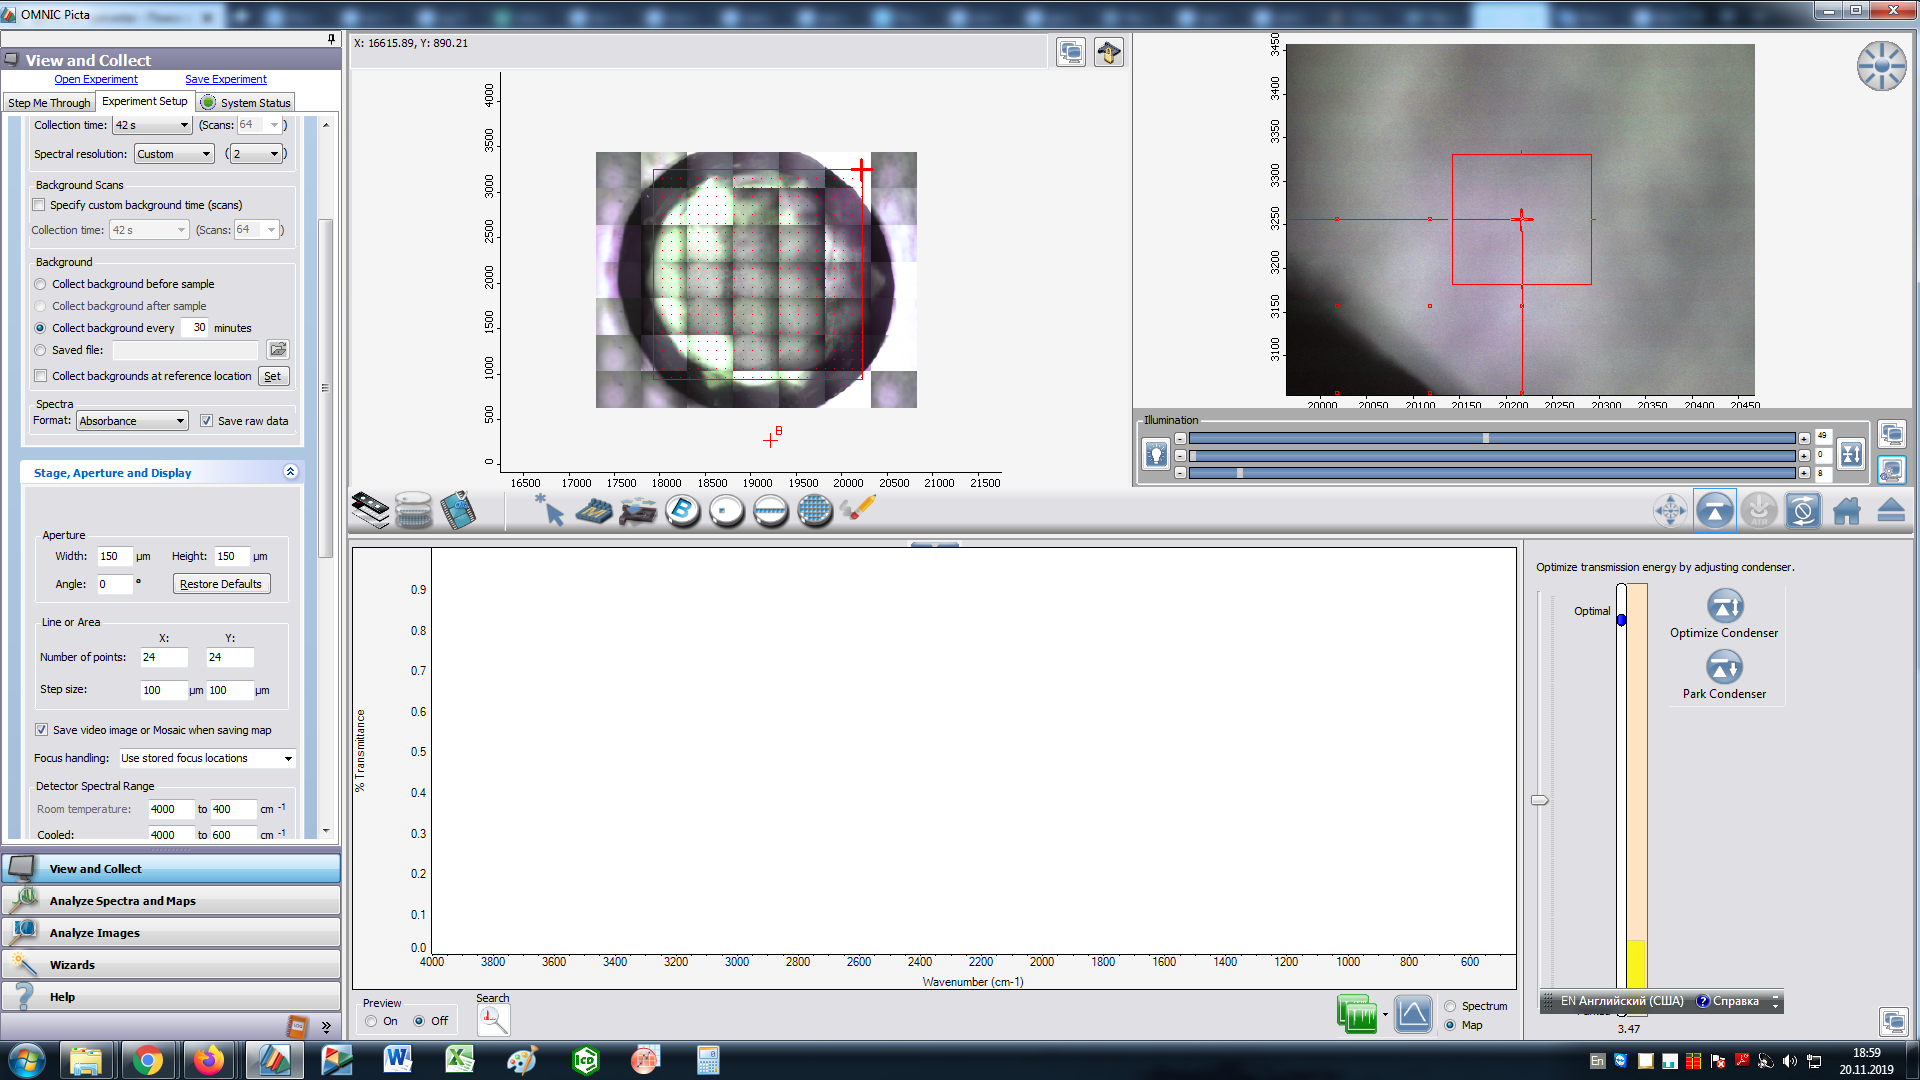 OMNIC Picta
View and Collect
Open Experiment Save Experiment
Step Me Through Experiment Setup System Status
Collection time: 42 s (Scans: 64 )
Spectral resolution: Custom ( 2 )
Background Scans
Specify custom background time (scans)
Collection time: 42 s (Scans: 64 )
Background
Collect background before sample
Collect background after sample
Collect background every 30 minutes
Saved file:
Collect backgrounds at reference location Set
Spectra
Format: Absorbance Save raw data
Stage, Aperture and Display
Aperture
Width: 150 µm Height: 150 µm
Angle: 0 ° Restore Defaults
Line or Area
X: Y:
Number of points: 24 24
Step size: 100 µm 100 µm
Save video image or Mosaic when saving map
Focus handling: Use stored focus locations
Detector Spectral Range
Room temperature: 4000 to 400 cm -1
Cooled: 4000 to 600 cm -1
View and Collect
Analyze Spectra and Maps
Analyze Images
Wizards
Help
X: 16615.89, Y: 890.21
4000
3500
3000
2500
2000
1500
1000
500
0
B
16500 17000 17500 18000 18500 19000 19500 20000 20500 21000 21500
3450
3400
3350
3300
3250
3200
3150
3100
20000 20050 20100 20150 20200 20250 20300 20350 20400 20450
Illumination
49
0
8
B
ATR
0.9
0.8
0.7
0.6
0.5
0.4
0.3
0.2
0.1
0.0
% Transmittance
4000 3800 3600 3400 3200 3000 2800 2600 2400 2200 2000 1800 1600 1400 1200 1000 800 600
Wavenumber (cm-1)
Preview
On Off
Search
Spectrum
Map
Optimize transmission energy by adjusting condenser.
Optimal
Optimize Condenser
Park Condenser
EN Английский (США) Справка
3.47
En
18:59
20.11.2019